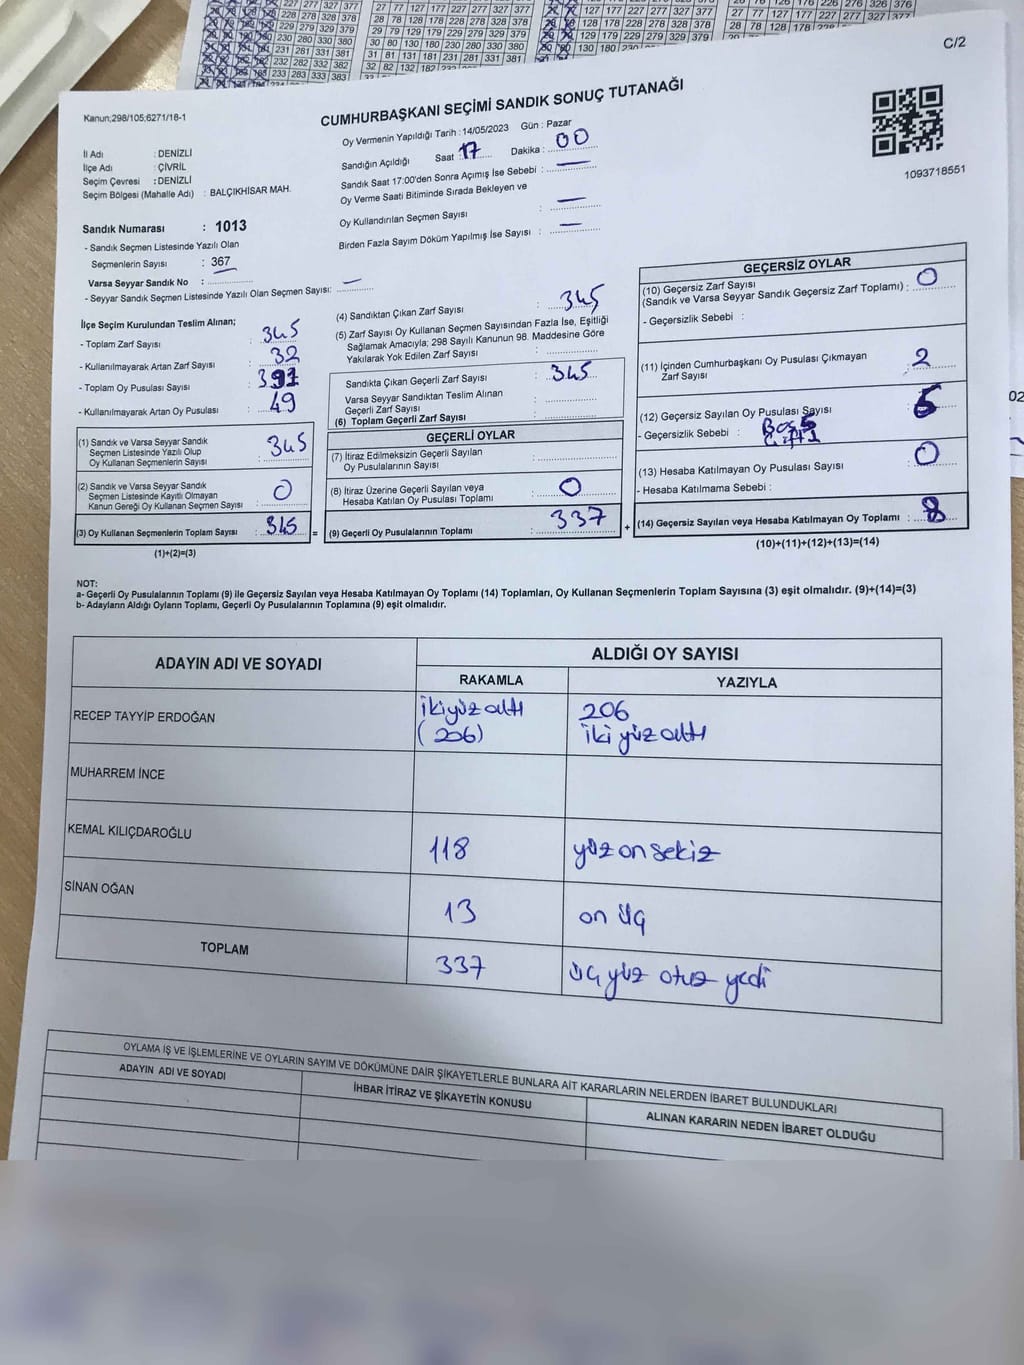 C/2
Kanun;298/105;6271/18-1
CUMHURBAŞKANI SEÇİMİ SANDIK SONUÇ TUTANAĞI
Oy Vermenin Yapıldığı Tarih : 14/05/2023 Gün : Pazar
1093718551
İl Adı : DENİZLİ
İlçe Adı : ÇİVRİL
Seçim Çevresi : DENİZLİ
Seçim Bölgesi (Mahalle Adı) : BALÇIKHİSAR MAH.
Sandığın Açıldığı Saat : 17 Dakika : 00
Sandık Saat 17:00'den Sonra Açımış İse Sebebi :
Oy Verme Saati Bitiminde Sırada Bekleyen ve
Oy Kullandırılan Seçmen Sayısı :
Birden Fazla Sayım Döküm Yapılmış İse Sayısı :
Sandık Numarası : 1013
- Sandık Seçmen Listesinde Yazılı Olan
Seçmenlerin Sayısı : 367
Varsa Seyyar Sandık No :
- Seyyar Sandık Seçmen Listesinde Yazılı Olan Seçmen Sayısı:
İlçe Seçim Kurulundan Teslim Alınan;
- Toplam Zarf Sayısı : 345
- Kullanılmayarak Artan Zarf Sayısı : 32
- Toplam Oy Pusulası Sayısı :
- Kullanılmayarak Artan Oy Pusulası : 49
(1) Sandık ve Varsa Seyyar Sandık
Seçmen Listesinde Yazılı Olup
Oy Kullanan Seçmenlerin Sayısı : 345
(2) Sandık ve Varsa Seyyar Sandık
Seçmen Listesinde Kayıtlı Olmayan
Kanun Gereği Oy Kullanan Seçmen Sayısı : 0
(3) Oy Kullanan Seçmenlerin Toplam Sayısı : 345 =
(1)+(2)=(3)
(4) Sandıktan Çıkan Zarf Sayısı : 345
(5) Zarf Sayısı Oy Kullanan Seçmen Sayısından Fazla İse, Eşitliği
Sağlamak Amacıyla; 298 Sayılı Kanunun 98. Maddesine Göre
Yakılarak Yok Edilen Zarf Sayısı :
Sandıkta Çıkan Geçerli Zarf Sayısı : 345
Varsa Seyyar Sandıktan Teslim Alınan
Geçerli Zarf Sayısı :
(6) Toplam Geçerli Zarf Sayısı :
GEÇERLİ OYLAR
(7) İtiraz Edilmeksizin Geçerli Sayılan
Oy Pusulalarının Sayısı :
(8) İtiraz Üzerine Geçerli Sayılan veya
Hesaba Katılan Oy Pusulası Toplamı : 0
(9) Geçerli Oy Pusulalarının Toplamı : 337 +
GEÇERSİZ OYLAR
(10) Geçersiz Zarf Sayısı
(Sandık ve Varsa Seyyar Sandık Geçersiz Zarf Toplamı) : 0
- Geçersizlik Sebebi :
(11) İçinden Cumhurbaşkanı Oy Pusulası Çıkmayan
Zarf Sayısı : 2
(12) Geçersiz Sayılan Oy Pusulası Sayısı :
- Geçersizlik Sebebi :
(13) Hesaba Katılmayan Oy Pusulası Sayısı : 0
- Hesaba Katılmama Sebebi :
(14) Geçersiz Sayılan veya Hesaba Katılmayan Oy Toplamı : 8
(10)+(11)+(12)+(13)=(14)
NOT:
a- Geçerli Oy Pusulalarının Toplamı (9) ile Geçersiz Sayılan veya Hesaba Katılmayan Oy Toplamı (14) Toplamları, Oy Kullanan Seçmenlerin Toplam Sayısına (3) eşit olmalıdır. (9)+(14)=(3)
b- Adayların Aldığı Oyların Toplamı, Geçerli Oy Pusulalarının Toplamına (9) eşit olmalıdır.
ADAYIN ADI VE SOYADI
ALDIĞI OY SAYISI
RAKAMLA
YAZIYLA
RECEP TAYYİP ERDOĞAN
ikiyüz altı
(206)
206
iki yüz altı
MUHARREM İNCE
KEMAL KILIÇDAROĞLU 118 yüz on sekiz
SİNAN OĞAN 13 on üç
TOPLAM 337 üç yüz otuz yedi
OYLAMA İŞ VE İŞLEMLERİNE VE OYLARIN SAYIM VE DÖKÜMÜNE DAİR ŞİKAYETLERLE BUNLARA AİT KARARLARIN NELERDEN İBARET BULUNDUKLARI
ADAYIN ADI VE SOYADI
İHBAR İTİRAZ VE ŞİKAYETİN KONUSU
ALINAN KARARIN NEDEN İBARET OLDUĞU